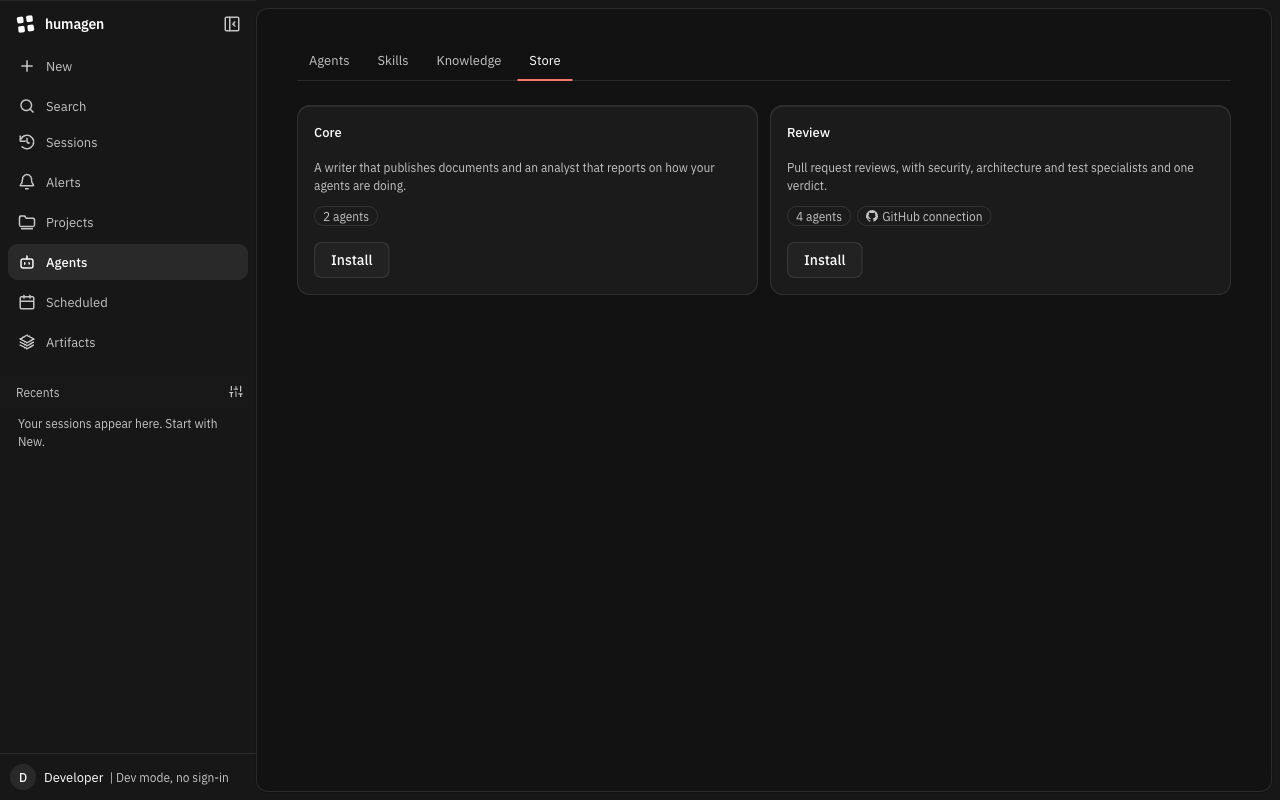 humagen
New
Search
Sessions
Alerts
Projects
Agents
Scheduled
Artifacts
Recents
Your sessions appear here. Start with
New.
D
Developer | Dev mode, no sign-in
Agents
Skills
Knowledge
Store
Core
A writer that publishes documents and an analyst that reports on how your
agents are doing.
2 agents
Install
Review
Pull request reviews, with security, architecture and test specialists and one
verdict.
4 agents
GitHub connection
Install